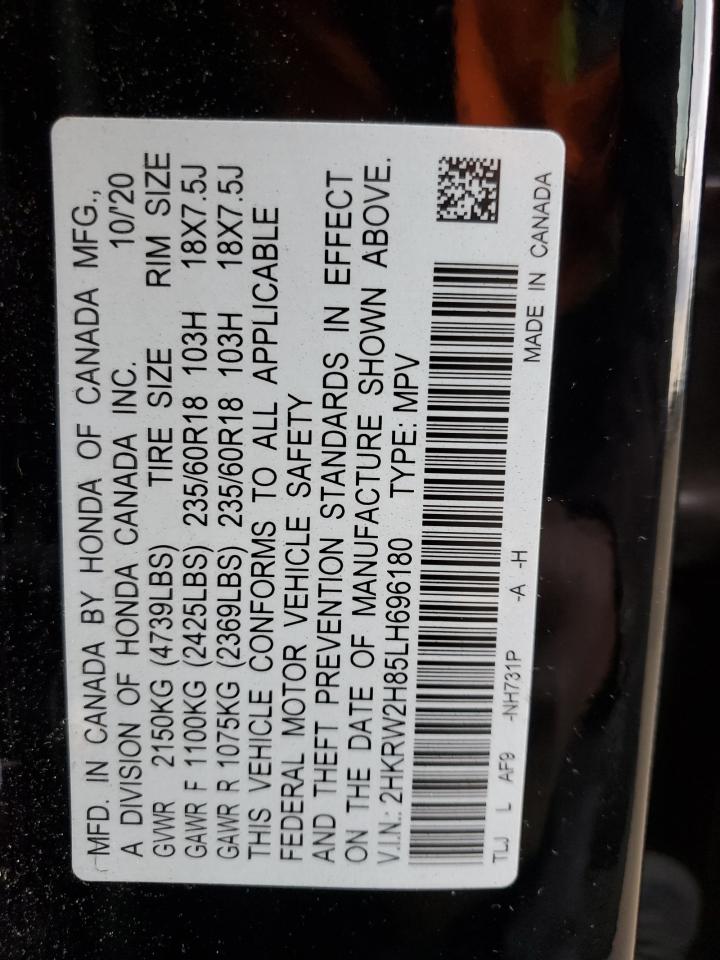 MFD. IN CANADA BY HONDA OF CANADA MFG.,
A DIVISION OF HONDA CANADA INC. 10/'20
GVWR 2150KG (4739LBS) TIRE SIZE RIM SIZE
GAWR F 1100KG (2425LBS) 235/60R18 103H 18X7.5J
GAWR R 1075KG (2369LBS) 235/60R18 103H 18X7.5J
THIS VEHICLE CONFORMS TO ALL APPLICABLE
FEDERAL MOTOR VEHICLE SAFETY
AND THEFT PREVENTION STANDARDS IN EFFECT
ON THE DATE OF MANUFACTURE SHOWN ABOVE.
V.I.N.: 2HKRW2H85LH696180 TYPE: MPV
TLJ L AF9 -NH731P -A -H MADE IN CANADA